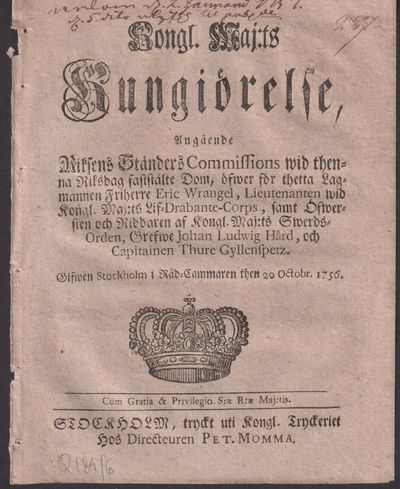 Kongl. Maj:ts
Kungiörelse,
Angående
Riksens Ständers Commissions wid then-
na Riksdag fastställte Dom, öfwer för thetta Lag-
mannen Friherre Eric Wrangel, Lieutenanten wid
Kongl. Maj:ts Lif-Drabante-Corps, samt Öfwer-
sten och Riddaren af Kongl. Maj:ts Swerds-
Orden, Grefwe Johan Ludwig Hård, och
Capitainen Thure Gyllenspetz.
Gifwen Stockholm i Råd-Cammaren then 20 Octobr. 1756.
Cum Gratia & Privilegio S:æ R:æ Maj:tis.
STOCKHOLM, tryckt uti Kongl. Tryckeriet
Hos Directeuren PET. MOMMA.